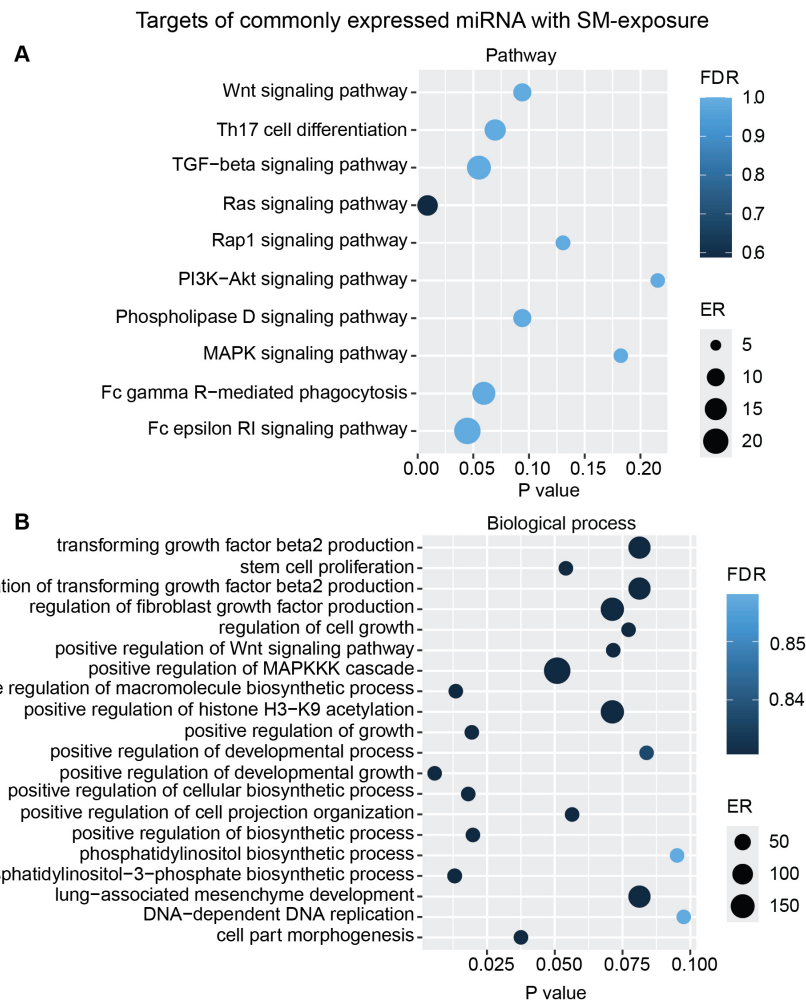 Targets of commonly expressed miRNA with SM-exposure
A
Pathway
Wnt signaling pathway
Th17 cell differentiation
TGF−beta signaling pathway
Ras signaling pathway
Rap1 signaling pathway
PI3K−Akt signaling pathway
Phospholipase D signaling pathway
MAPK signaling pathway
Fc gamma R−mediated phagocytosis
Fc epsilon RI signaling pathway
0.00 0.05 0.10 0.15 0.20
P value
FDR
1.0
0.9
0.8
0.7
0.6
ER
5
10
15
20
B
Biological process
transforming growth factor beta2 production
stem cell proliferation
ation of transforming growth factor beta2 production
regulation of fibroblast growth factor production
regulation of cell growth
positive regulation of Wnt signaling pathway
positive regulation of MAPKKK cascade
e regulation of macromolecule biosynthetic process
positive regulation of histone H3−K9 acetylation
positive regulation of growth
positive regulation of developmental process
positive regulation of developmental growth
positive regulation of cellular biosynthetic process
positive regulation of cell projection organization
positive regulation of biosynthetic process
phosphatidylinositol biosynthetic process
sphatidylinositol−3−phosphate biosynthetic process
lung−associated mesenchyme development
DNA−dependent DNA replication
cell part morphogenesis
0.025 0.050 0.075 0.100
P value
FDR
0.85
0.84
ER
50
100
150